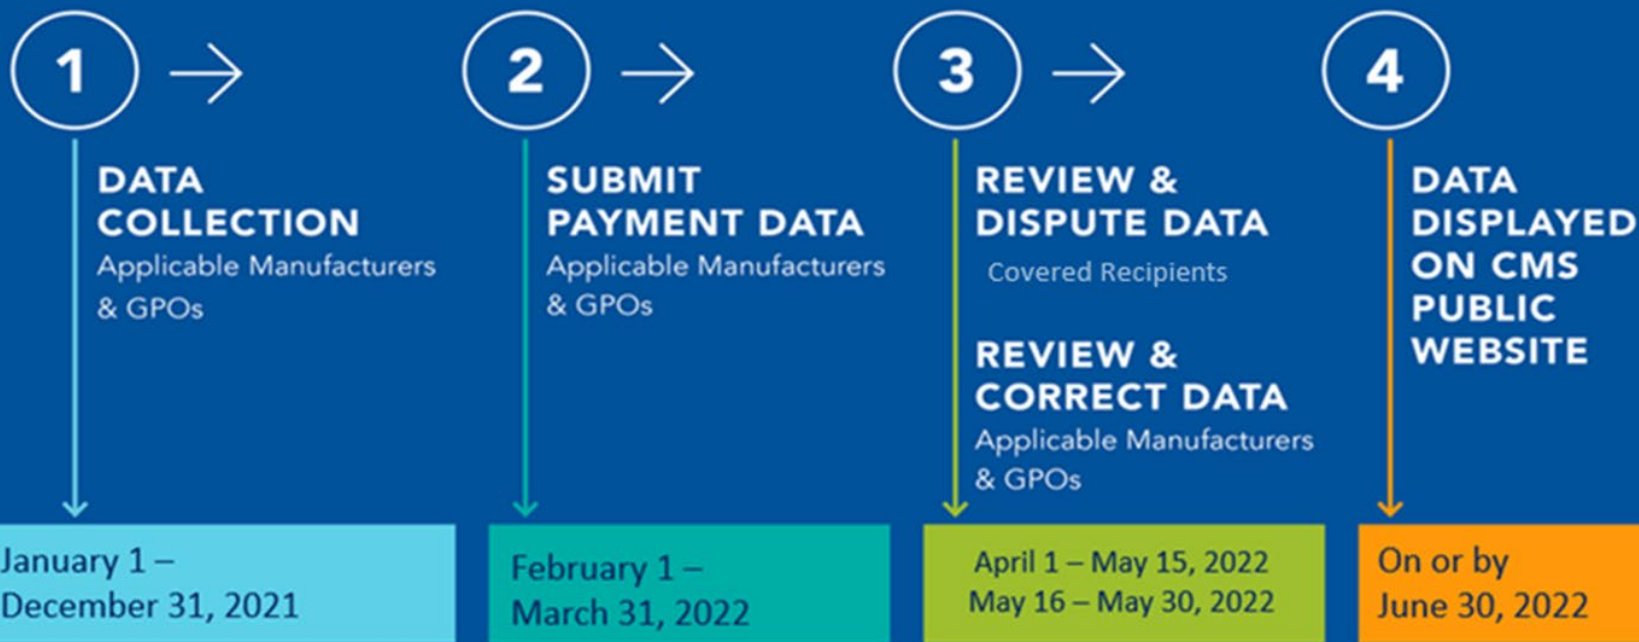 1
DATA
COLLECTION
Applicable Manufacturers
& GPOs
January 1 –
December 31, 2021
2
SUBMIT
PAYMENT DATA
Applicable Manufacturers
& GPOs
February 1 –
March 31, 2022
3
REVIEW &
DISPUTE DATA
Covered Recipients
REVIEW &
CORRECT DATA
Applicable Manufacturers
& GPOs
April 1 – May 15, 2022
May 16 – May 30, 2022
4
DATA
DISPLAYED
ON CMS
PUBLIC
WEBSITE
On or by
June 30, 2022